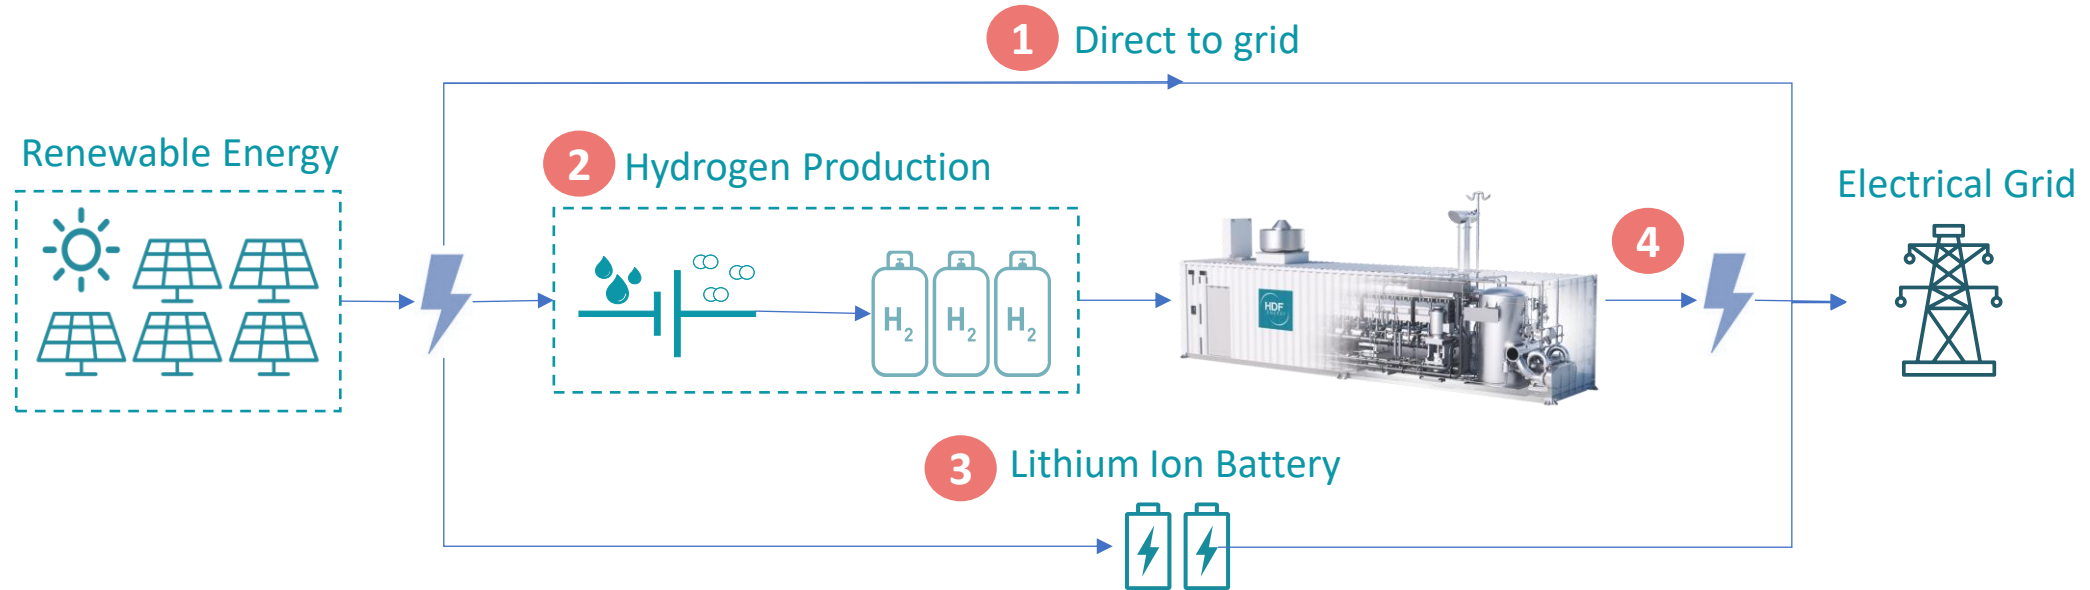 1 Direct to grid
Renewable Energy
2 Hydrogen Production
Electrical Grid
4
H2 H2 H2
HDF
ENERGY
3 Lithium Ion Battery